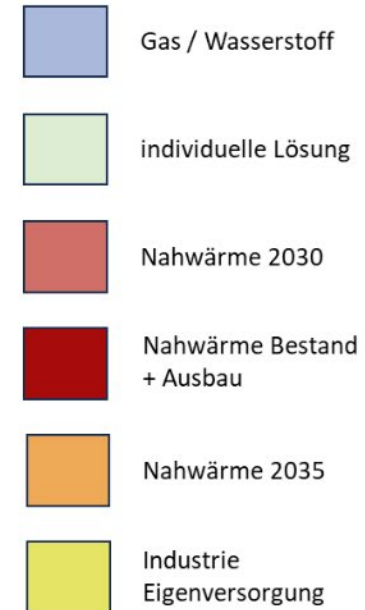 Gas / Wasserstoff
individuelle Lösung
Nahwärme 2030
Nahwärme Bestand
+ Ausbau
Nahwärme 2035
Industrie
Eigenversorgung